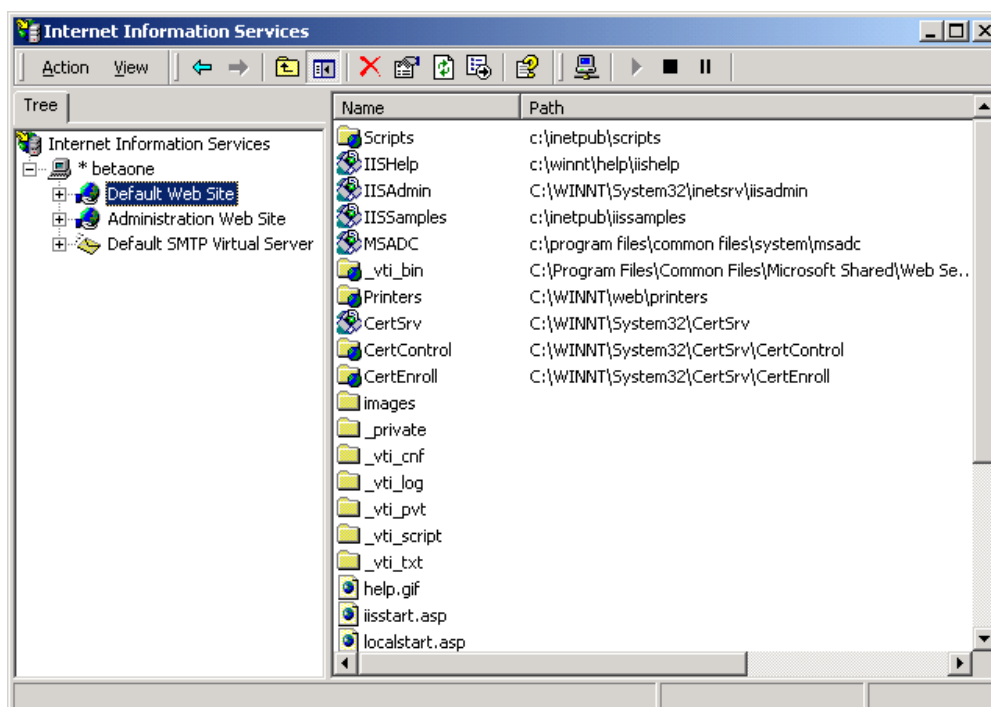 Internet Information Services
Action View
Tree
Name Path
Internet Information Services
* betaone
Default Web Site
Administration Web Site
Default SMTP Virtual Server
Scripts c:\inetpub\scripts
IISHelp c:\winnt\help\iishelp
IISAdmin C:\WINNT\System32\inetsrv\iisadmin
IISSamples c:\inetpub\iissamples
MSADC c:\program files\common files\system\msadc
_vti_bin C:\Program Files\Common Files\Microsoft Shared\Web Se..
Printers C:\WINNT\web\printers
CertSrv C:\WINNT\System32\CertSrv
CertControl C:\WINNT\System32\CertSrv\CertControl
CertEnroll C:\WINNT\System32\CertSrv\CertEnroll
images
_private
_vti_cnf
_vti_log
_vti_pvt
_vti_script
_vti_txt
help.gif
iisstart.asp
localstart.asp